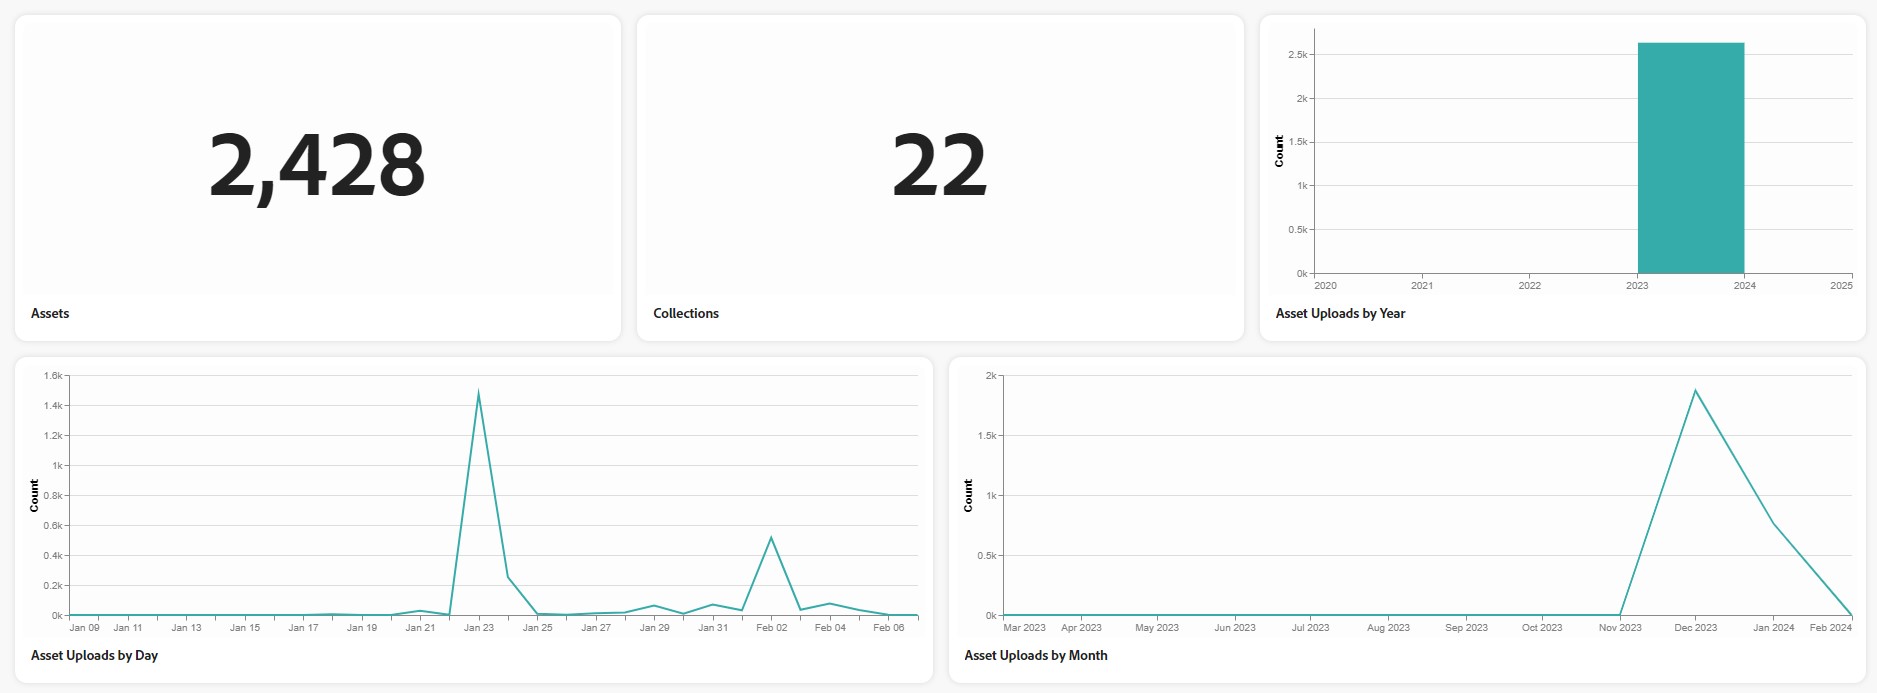 2,428
Assets
22
Collections
2.5k
2k
1.5k
1k
0.5k
0k
Count
2020 2021 2022 2023 2024 2025
Asset Uploads by Year
1.6k
1.4k
1.2k
1k
0.8k
0.6k
0.4k
0.2k
0k
Count
Jan 09 Jan 11 Jan 13 Jan 15 Jan 17 Jan 19 Jan 21 Jan 23 Jan 25 Jan 27 Jan 29 Jan 31 Feb 02 Feb 04 Feb 06
Asset Uploads by Day
2k
1.5k
1k
0.5k
0k
Count
Mar 2023 Apr 2023 May 2023 Jun 2023 Jul 2023 Aug 2023 Sep 2023 Oct 2023 Nov 2023 Dec 2023 Jan 2024 Feb 2024
Asset Uploads by Month